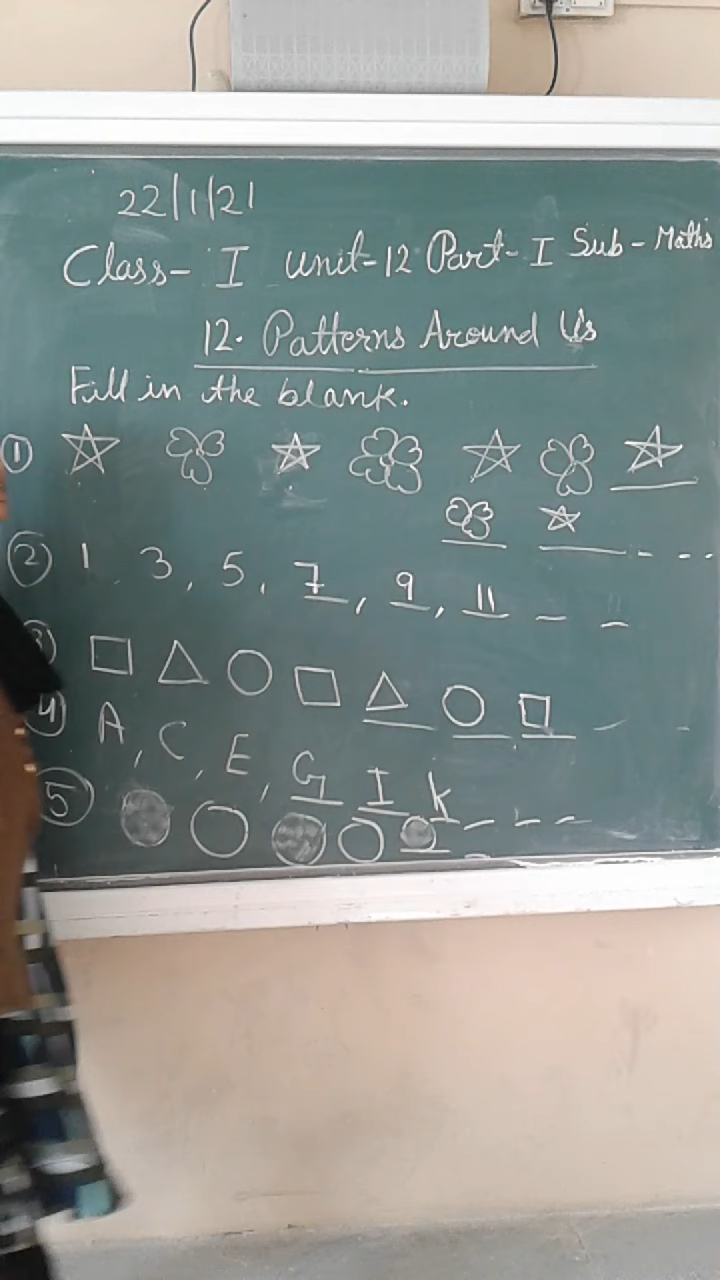 22/1/21
Class- I unit-12 Part-I Sub-Maths
12. Patterns Around Us
Fill in the blank.
1
2 1, 3, 5, 7, 9, 11
3
4 A, C, E, G I K
5